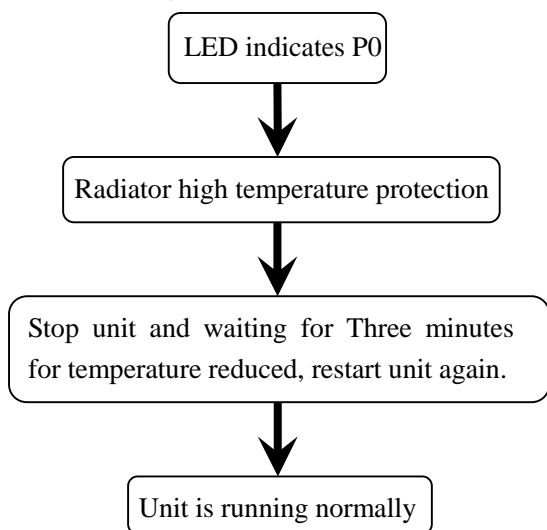 LED indicates P0
Radiator high temperature protection
Stop unit and waiting for Three minutes
for temperature reduced, restart unit again.
Unit is running normally